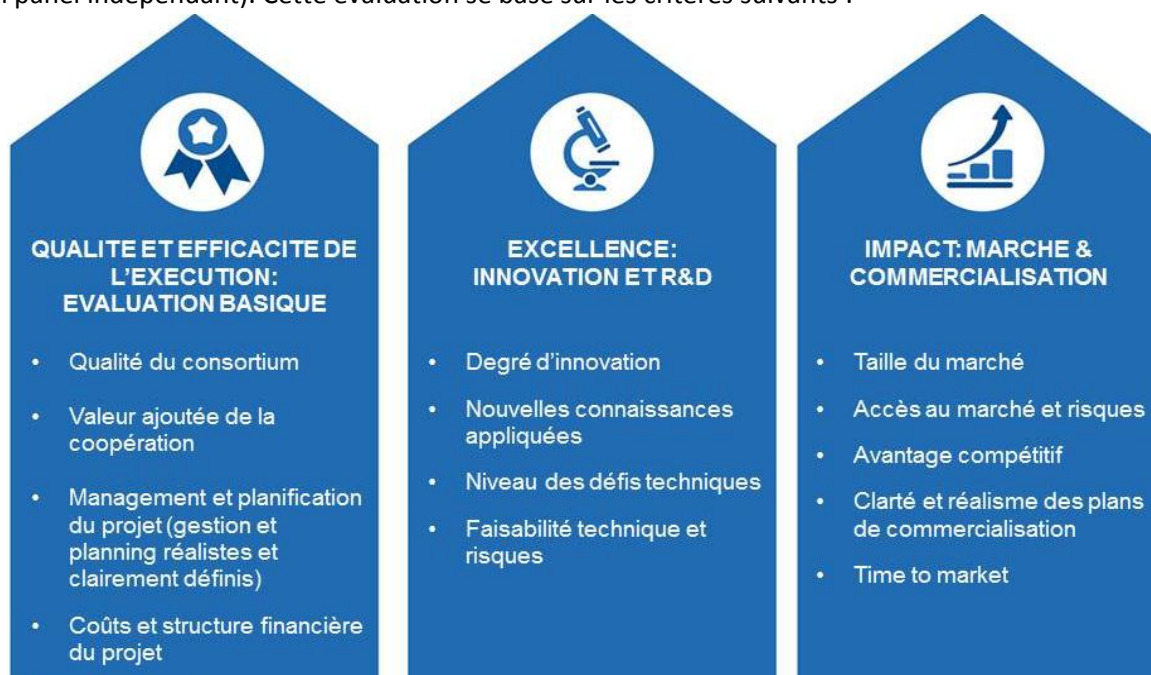 panel indépendant). Cette évaluation se base sur les critères suivants :
QUALITE ET EFFICACITE DE
L’EXECUTION:
EVALUATION BASIQUE
• Qualité du consortium
• Valeur ajoutée de la
coopération
• Management et planification
du projet (gestion et
planning réalistes et
clairement définis)
• Coûts et structure financière
du projet
EXCELLENCE:
INNOVATION ET R&D
• Degré d’innovation
• Nouvelles connaissances
appliquées
• Niveau des défis techniques
• Faisabilité technique et
risques
IMPACT: MARCHE &
COMMERCIALISATION
• Taille du marché
• Accès au marché et risques
• Avantage compétitif
• Clarté et réalisme des plans
de commercialisation
• Time to market